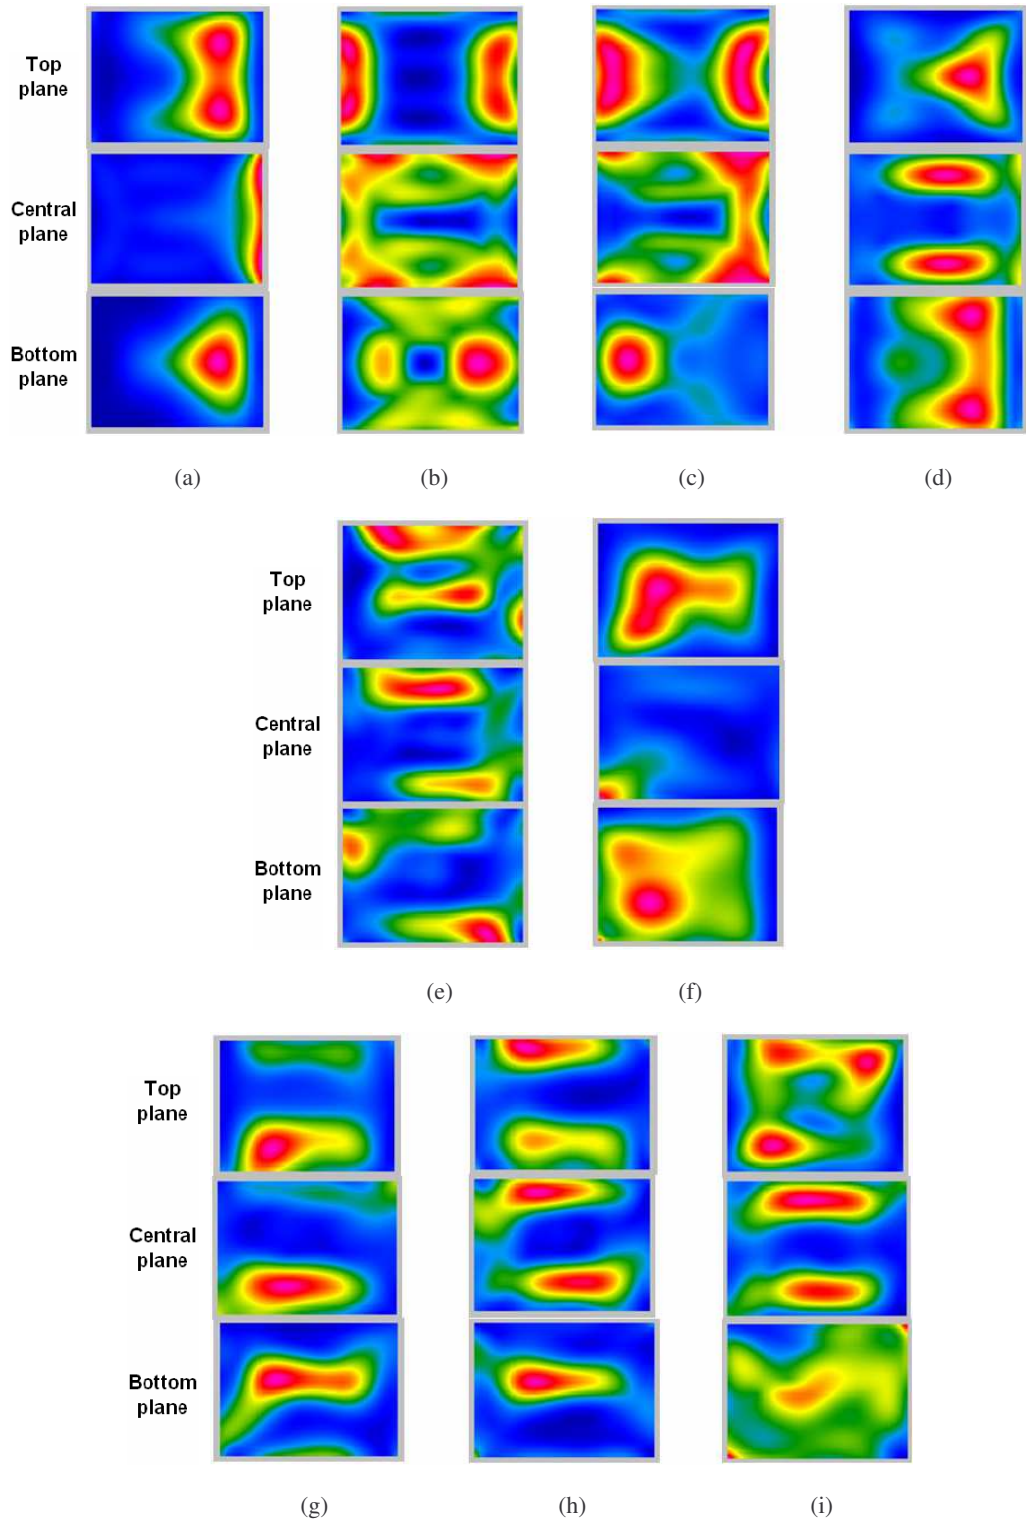 Top
plane
Central
plane
Bottom
plane
(a)
(b)
(c)
(d)
Top
plane
Central
plane
Bottom
plane
(e)
(f)
Top
plane
Central
plane
Bottom
plane
(g)
(h)
(i)